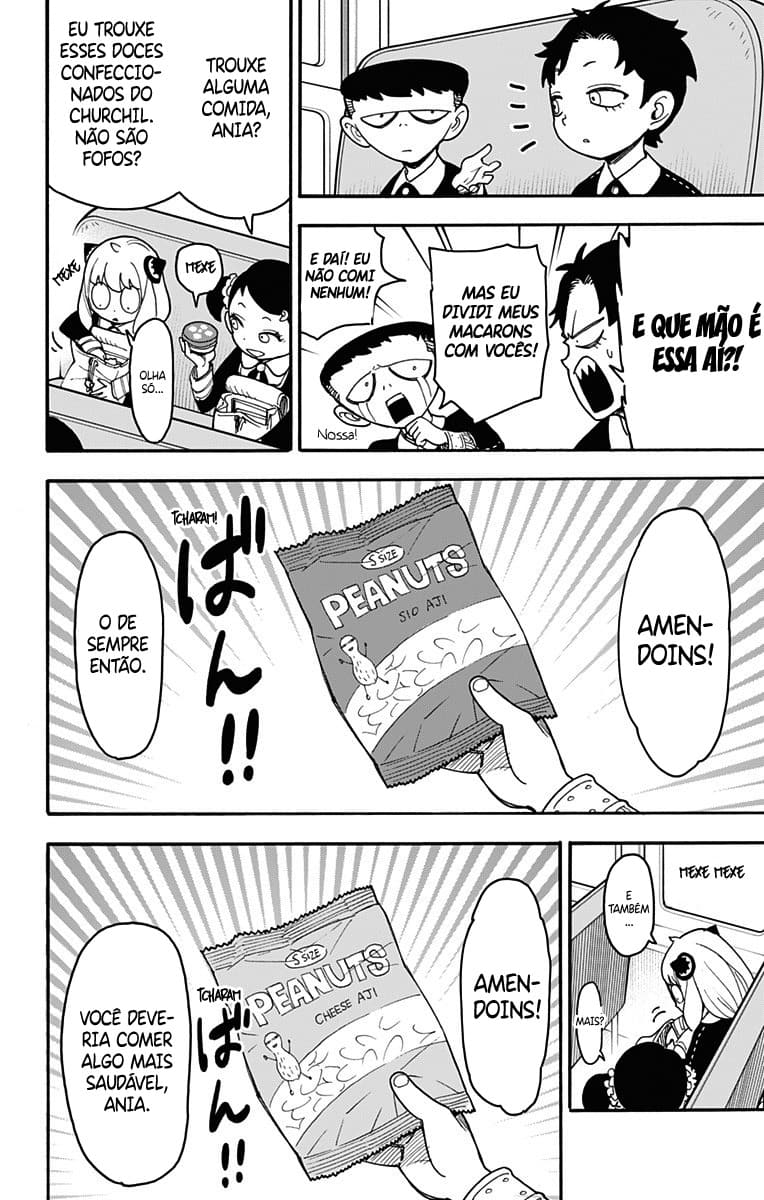 E QUE MÃO É
ESSA AÍ?!
MAS EU
DIVIDI MEUS
MACARONS
COM VOCÊS!
E DAÍ! EU
NÃO COMI
NENHUM!
Nossa!
TROUXE
ALGUMA
COMIDA,
ANIA?
EU TROUXE
ESSES DOCES
CONFECCIO-
NADOS DO
CHURCHIL.
NÃO SÃO
FOFOS?
MEXE
MEXE
OLHA
SÓ...
AMEN-
DOINS!
S SIZE
PEANUTS
SIO AJI
TCHARAM!
ばん!!
O DE
SEMPRE
ENTÃO.
MEXE MEXE
E
TAMBÉM
...
MAIS?
AMEN-
DOINS!
S SIZE
PEANUTS
CHEESE AJI
TCHARAM
ばん!!
VOCÊ DEVE-
RIA COMER
ALGO MAIS
SAUDÁVEL,
ANIA.